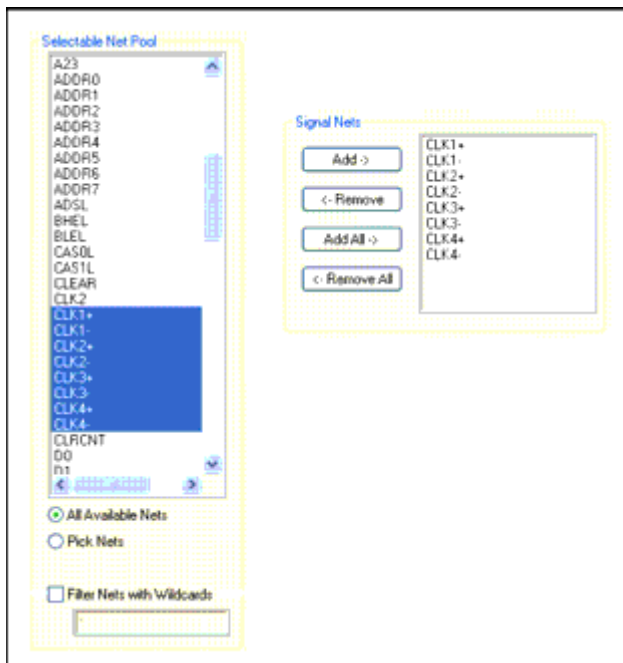 Selectable Net Pool
A23
ADDR0
ADDR1
ADDR2
ADDR3
ADDR4
ADDR5
ADDR6
ADDR7
ADSL
BHEL
BLEL
CAS0L
CAS1L
CLEAR
CLK2
CLK1+
CLK1-
CLK2+
CLK2-
CLK3+
CLK3-
CLK4+
CLK4-
CLRCNT
D0
D1
All Available Nets
Pick Nets
Filter Nets with Wildcards
Signal Nets
Add ->
<- Remove
Add All ->
<- Remove All
CLK1+
CLK1-
CLK2+
CLK2-
CLK3+
CLK3-
CLK4+
CLK4-